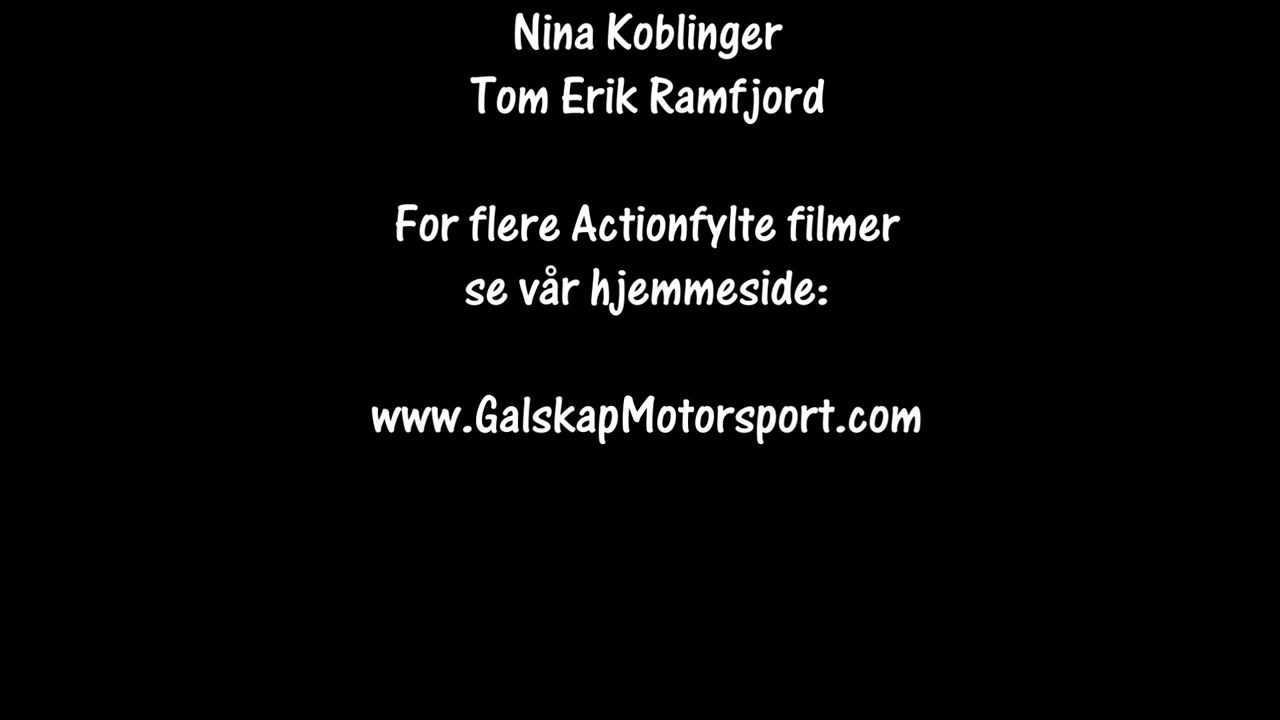 Nina Koblinger
Tom Erik Ramfjord
For flere Actionfylte filmer
se vår hjemmeside:
www.GalskapMotorsport.com